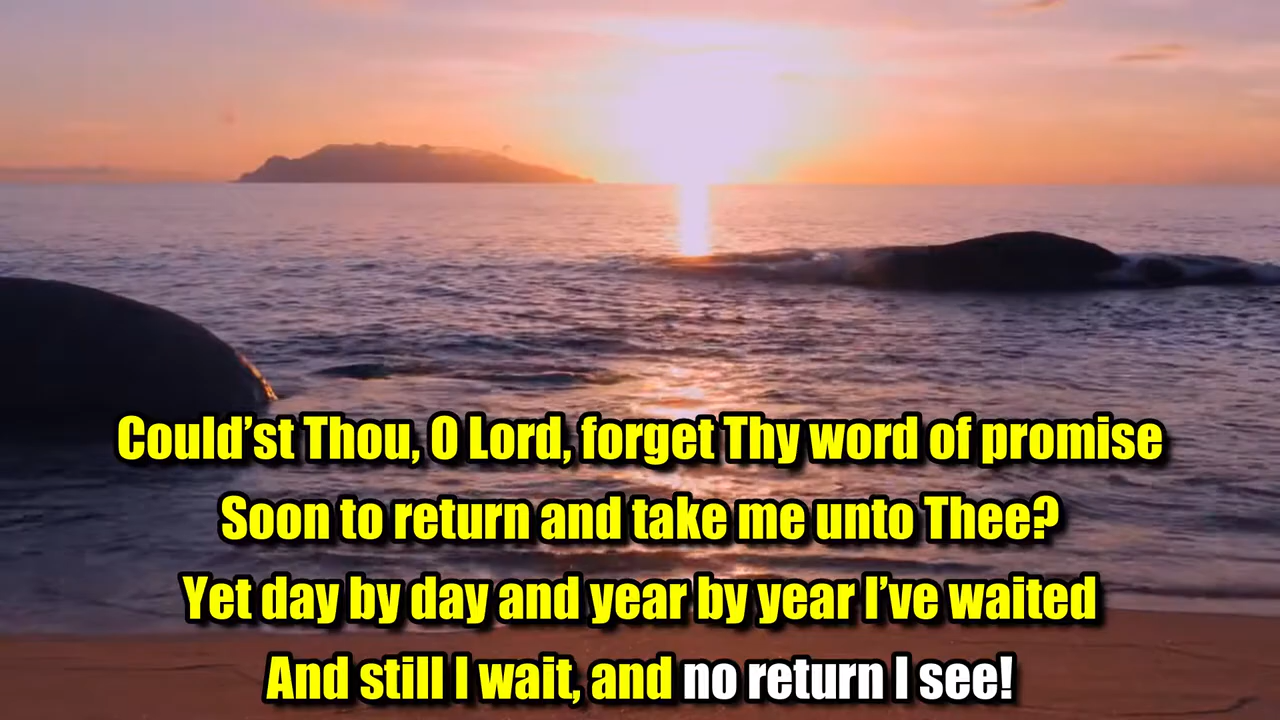 Could’st Thou, O Lord, forget Thy word of promise
Soon to return and take me unto Thee?
Yet day by day and year by year I’ve waited
And still I wait, and no return I see!